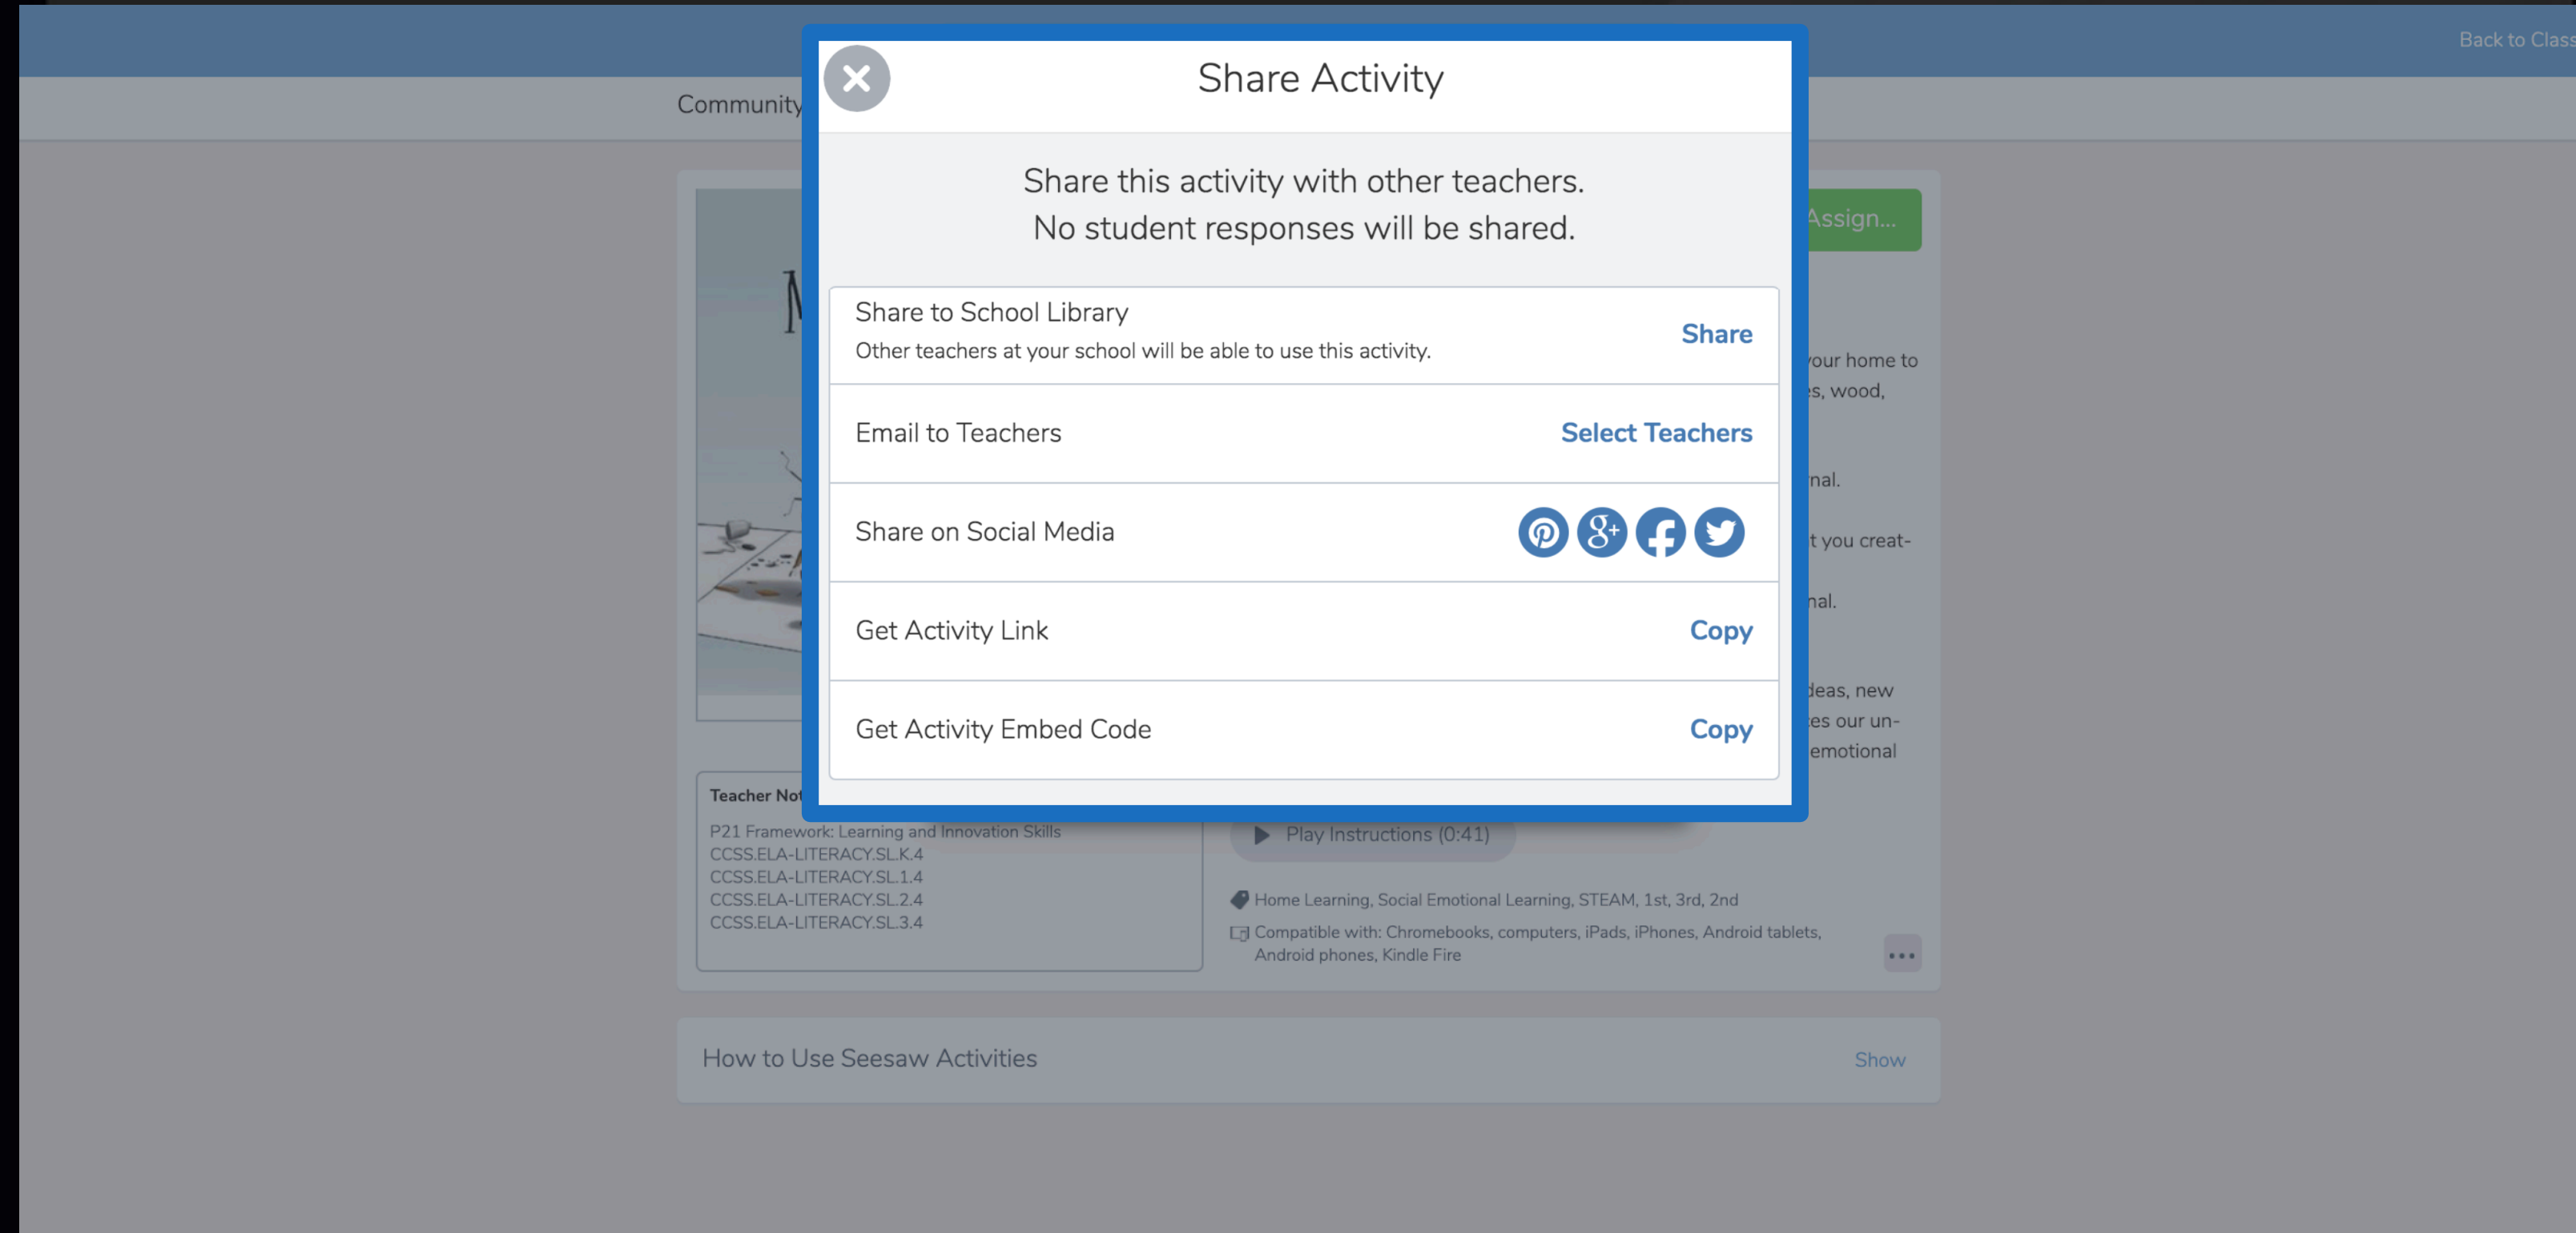 Back to Class
Community
Share Activity
Share this activity with other teachers.
No student responses will be shared.
Assign...
Share to School Library
Share
Other teachers at your school will be able to use this activity.
your home to
es, wood,
Email to Teachers
Select Teachers
nal.
Share on Social Media
g+
t you creat-
nal.
Get Activity Link
Copy
deas, new
Get Activity Embed Code
Copy
es our un-
emotional
Teacher Not
P21 Framework: Learning and Innovation Skills
CCSS.ELA-LITERACY.SL.K.4
CCSS.ELA-LITERACY.SL.1.4
CCSS.ELA-LITERACY.SL.2.4
CCSS.ELA-LITERACY.SL.3.4
Play Instructions (0:41)
Home Learning, Social Emotional Learning, STEAM, 1st, 3rd, 2nd
Compatible with: Chromebooks, computers, iPads, iPhones, Android tablets,
Android phones, Kindle Fire
How to Use Seesaw Activities
Show